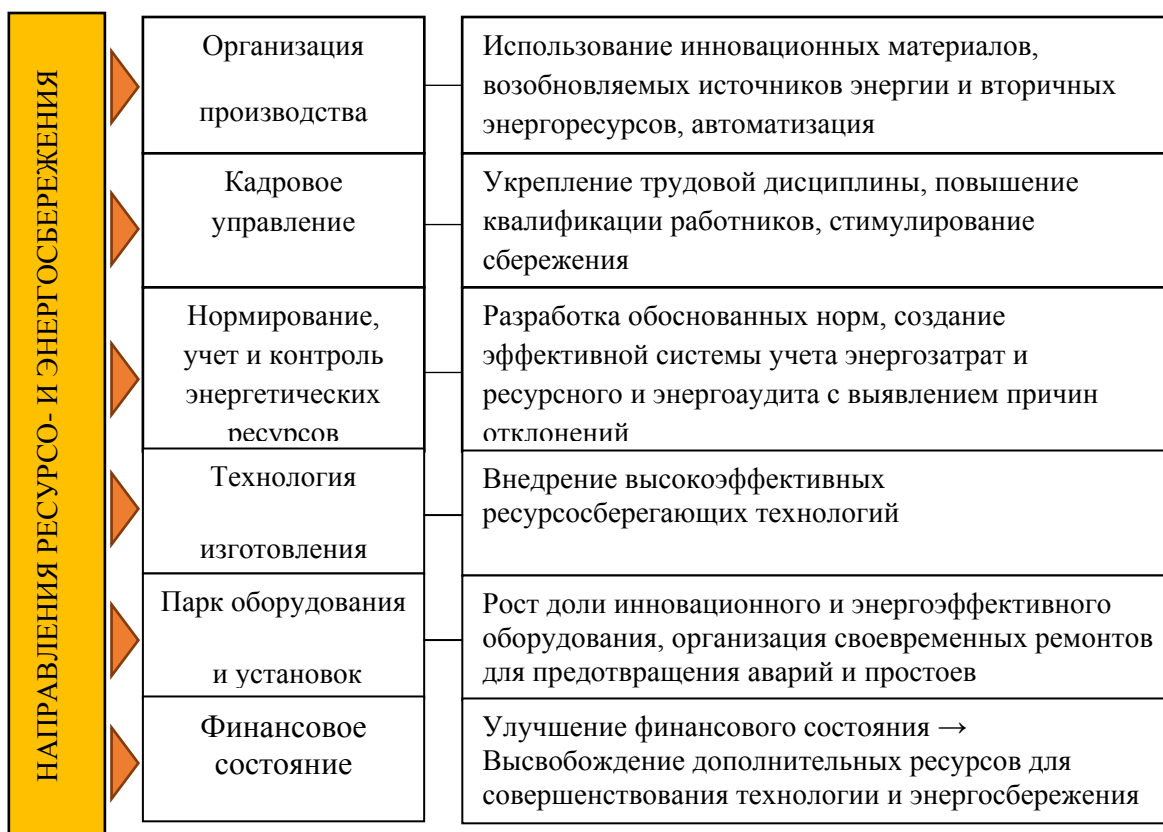 НАПРАВЛЕНИЯ РЕСУРСО- И ЭНЕРГОСБЕРЕЖЕНИЯ
Организация
производства
Использование инновационных материалов,
возобновляемых источников энергии и вторичных
энергоресурсов, автоматизация
Кадровое
управление
Укрепление трудовой дисциплины, повышение
квалификации работников, стимулирование
сбережения
Нормирование,
учет и контроль
энергетических
ресурсов
Разработка обоснованных норм, создание
эффективной системы учета энергозатрат и
ресурсного и энергоаудита с выявлением причин
отклонений
Технология
изготовления
Внедрение высокоэффективных
ресурсосберегающих технологий
Парк оборудования
и установок
Рост доли инновационного и энергоэффективного
оборудования, организация своевременных ремонтов
для предотвращения аварий и простоев
Финансовое
состояние
Улучшение финансового состояния →
Высвобождение дополнительных ресурсов для
совершенствования технологии и энергосбережения